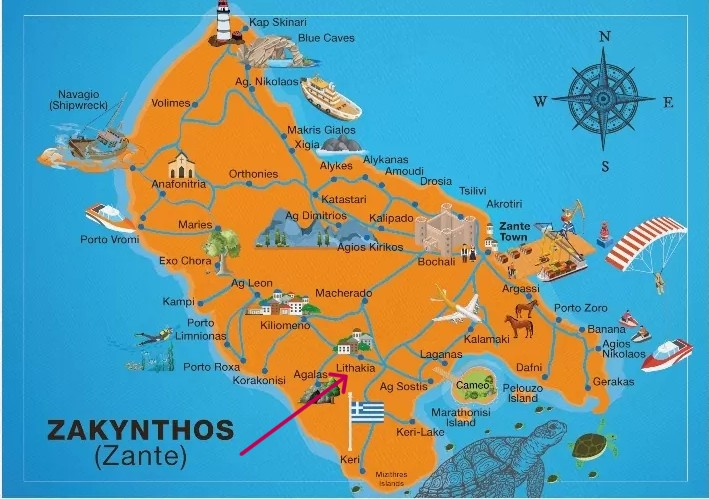 Kap Skinari
Blue Caves
Ag. Nikolaos
Navagio
(Shipwreck)
Volimes
N
W
E
S
Makris Gialos
Xigia
Alykes
Alykanas
Amoudi
Drosia
Tsilivi
Akrotiri
Anafonitria
Orthonies
Katastari
Ag Dimitrios
Kalipado
Agios Kirikos
Bochali
Zante
Town
Maries
Porto Vromi
Exo Chora
Ag Leon
Macherado
Argassi
Kampi
Kiliomeno
Porto Zoro
Porto
Limnionas
Kalamaki
Banana
Agios
Nikolaos
Porto Roxa
Korakonisi
Agalas
Lithakia
Laganas
Ag Sostis
Cameo
Dafni
Pelouzo
Island
Gerakas
Marathonisi
Island
Keri-Lake
Keri
Mizithres
Islands
ZAKYNTHOS
(Zante)